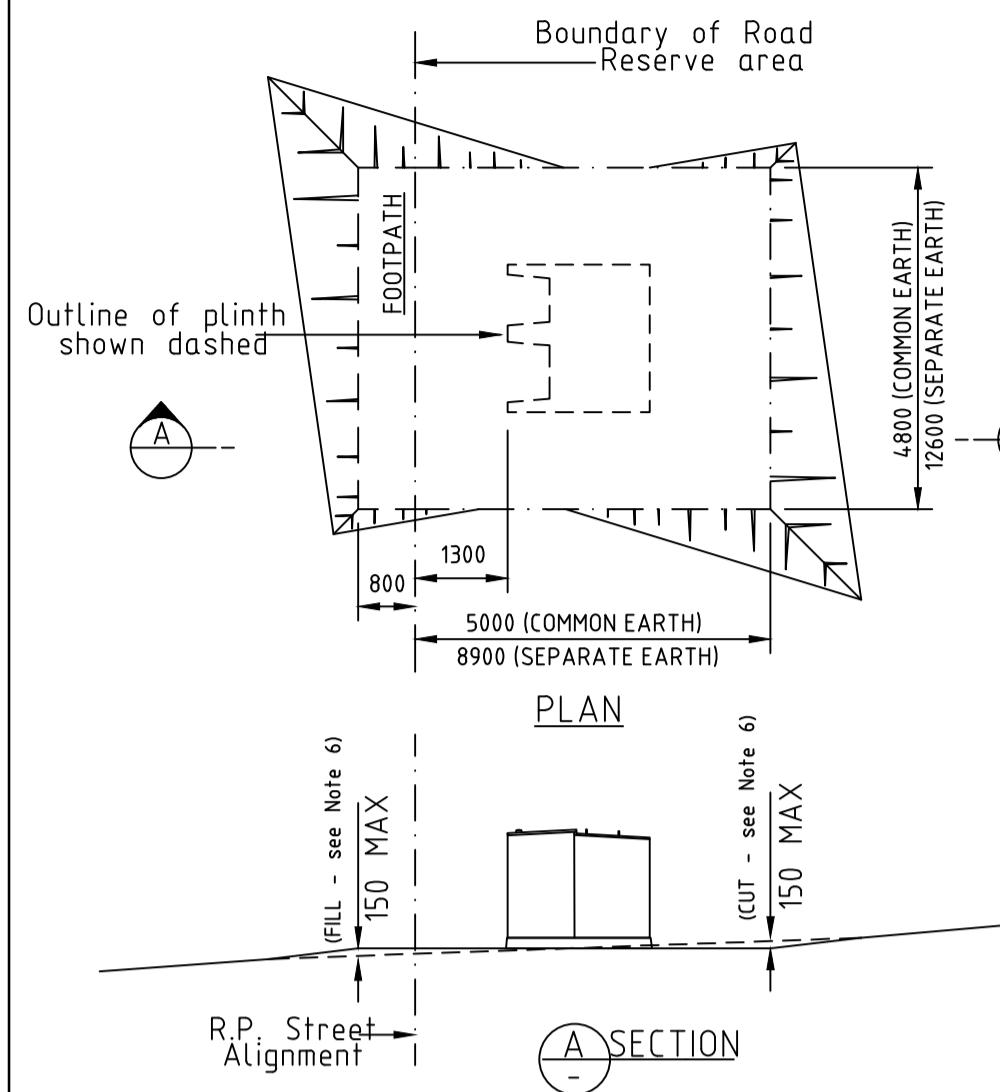 Boundary of Road
Reserve area
FOOTPATH
Outline of plinth
shown dashed
A
4800 (COMMON EARTH)
12600 (SEPARATE EARTH)
1300
800
5000 (COMMON EARTH)
8900 (SEPARATE EARTH)
PLAN
(FILL - see Note 6)
150 MAX
(CUT - see Note 6)
150 MAX
R.P. Street
Alignment
A
-
SECTION